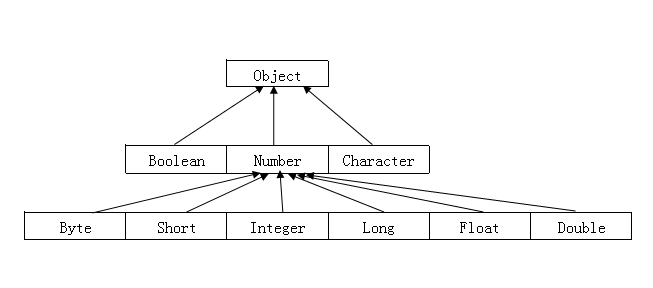 Object
Boolean Number Character
Byte Short Integer Long Float Double